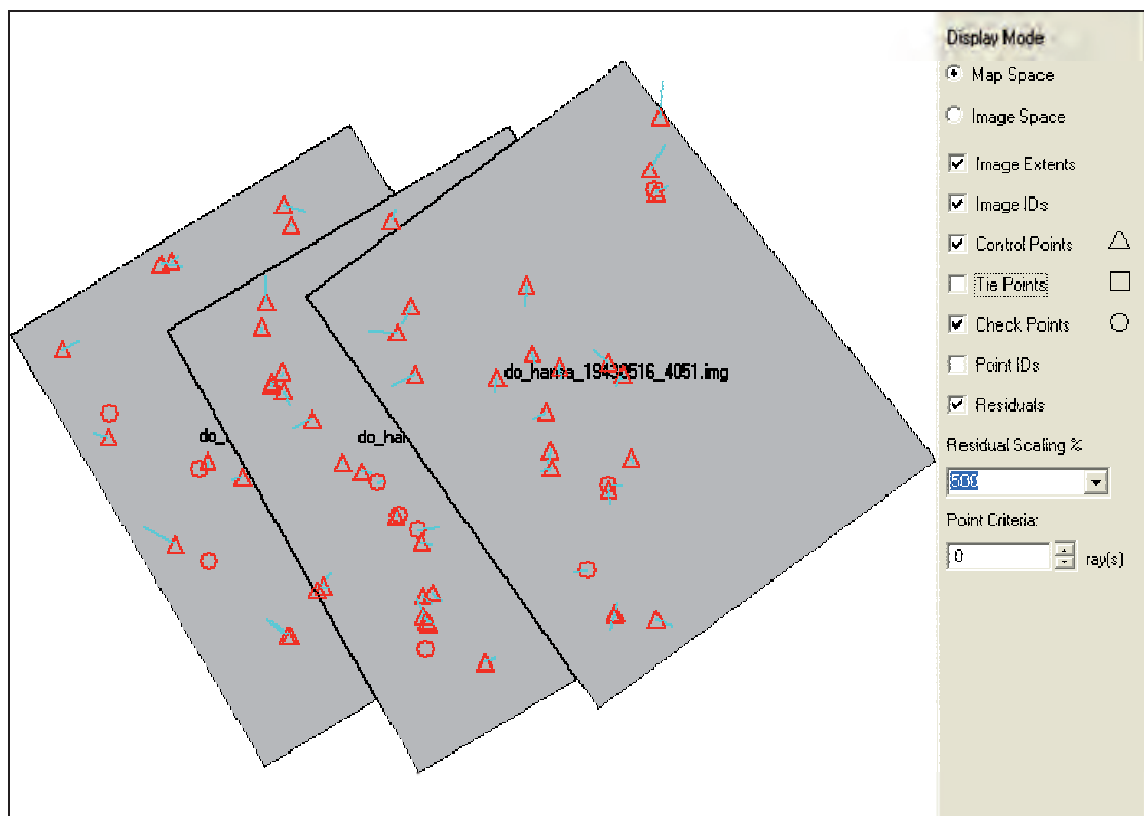 Display Mode
Map Space
Image Space
Image Extents
Image IDs
Control Points
Tie Points
Check Points
Point IDs
Residuals
Residual Scaling %
500
Point Criteria:
0 ray(s)
do_
do_har